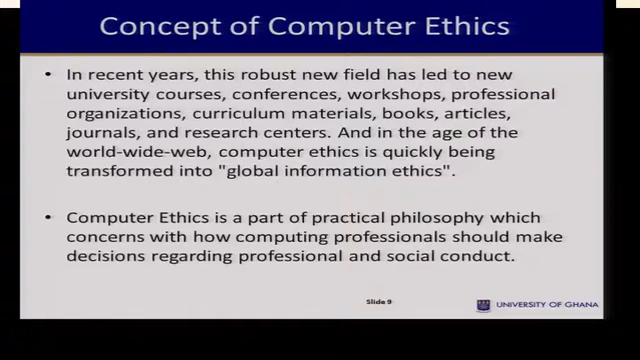 Concept of Computer Ethics
• In recent years, this robust new field has led to new
university courses, conferences, workshops, professional
organizations, curriculum materials, books, articles,
journals, and research centers. And in the age of the
world-wide-web, computer ethics is quickly being
transformed into "global information ethics".
• Computer Ethics is a part of practical philosophy which
concerns with how computing professionals should make
decisions regarding professional and social conduct.
Slide 9
UNIVERSITY OF GHANA